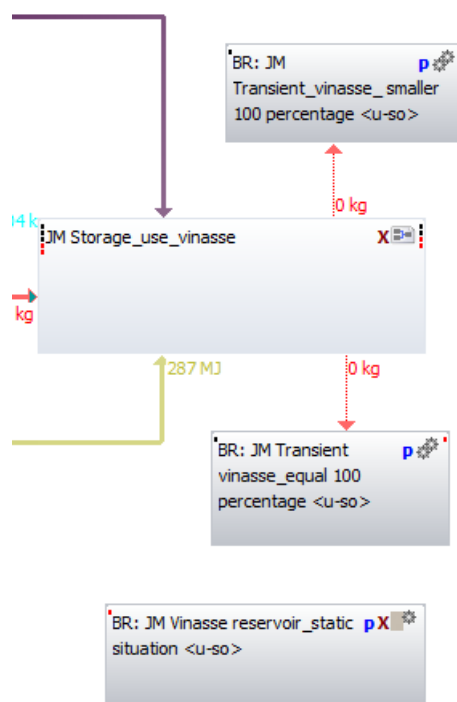 BR: JM p
Transient_vinasse_ smaller
100 percentage <u-so>
0 kg
JM Storage_use_vinasse X
kg
287 MJ
0 kg
BR: JM Transient p
vinasse_equal 100
percentage <u-so>
BR: JM Vinasse reservoir_static p X
situation <u-so>